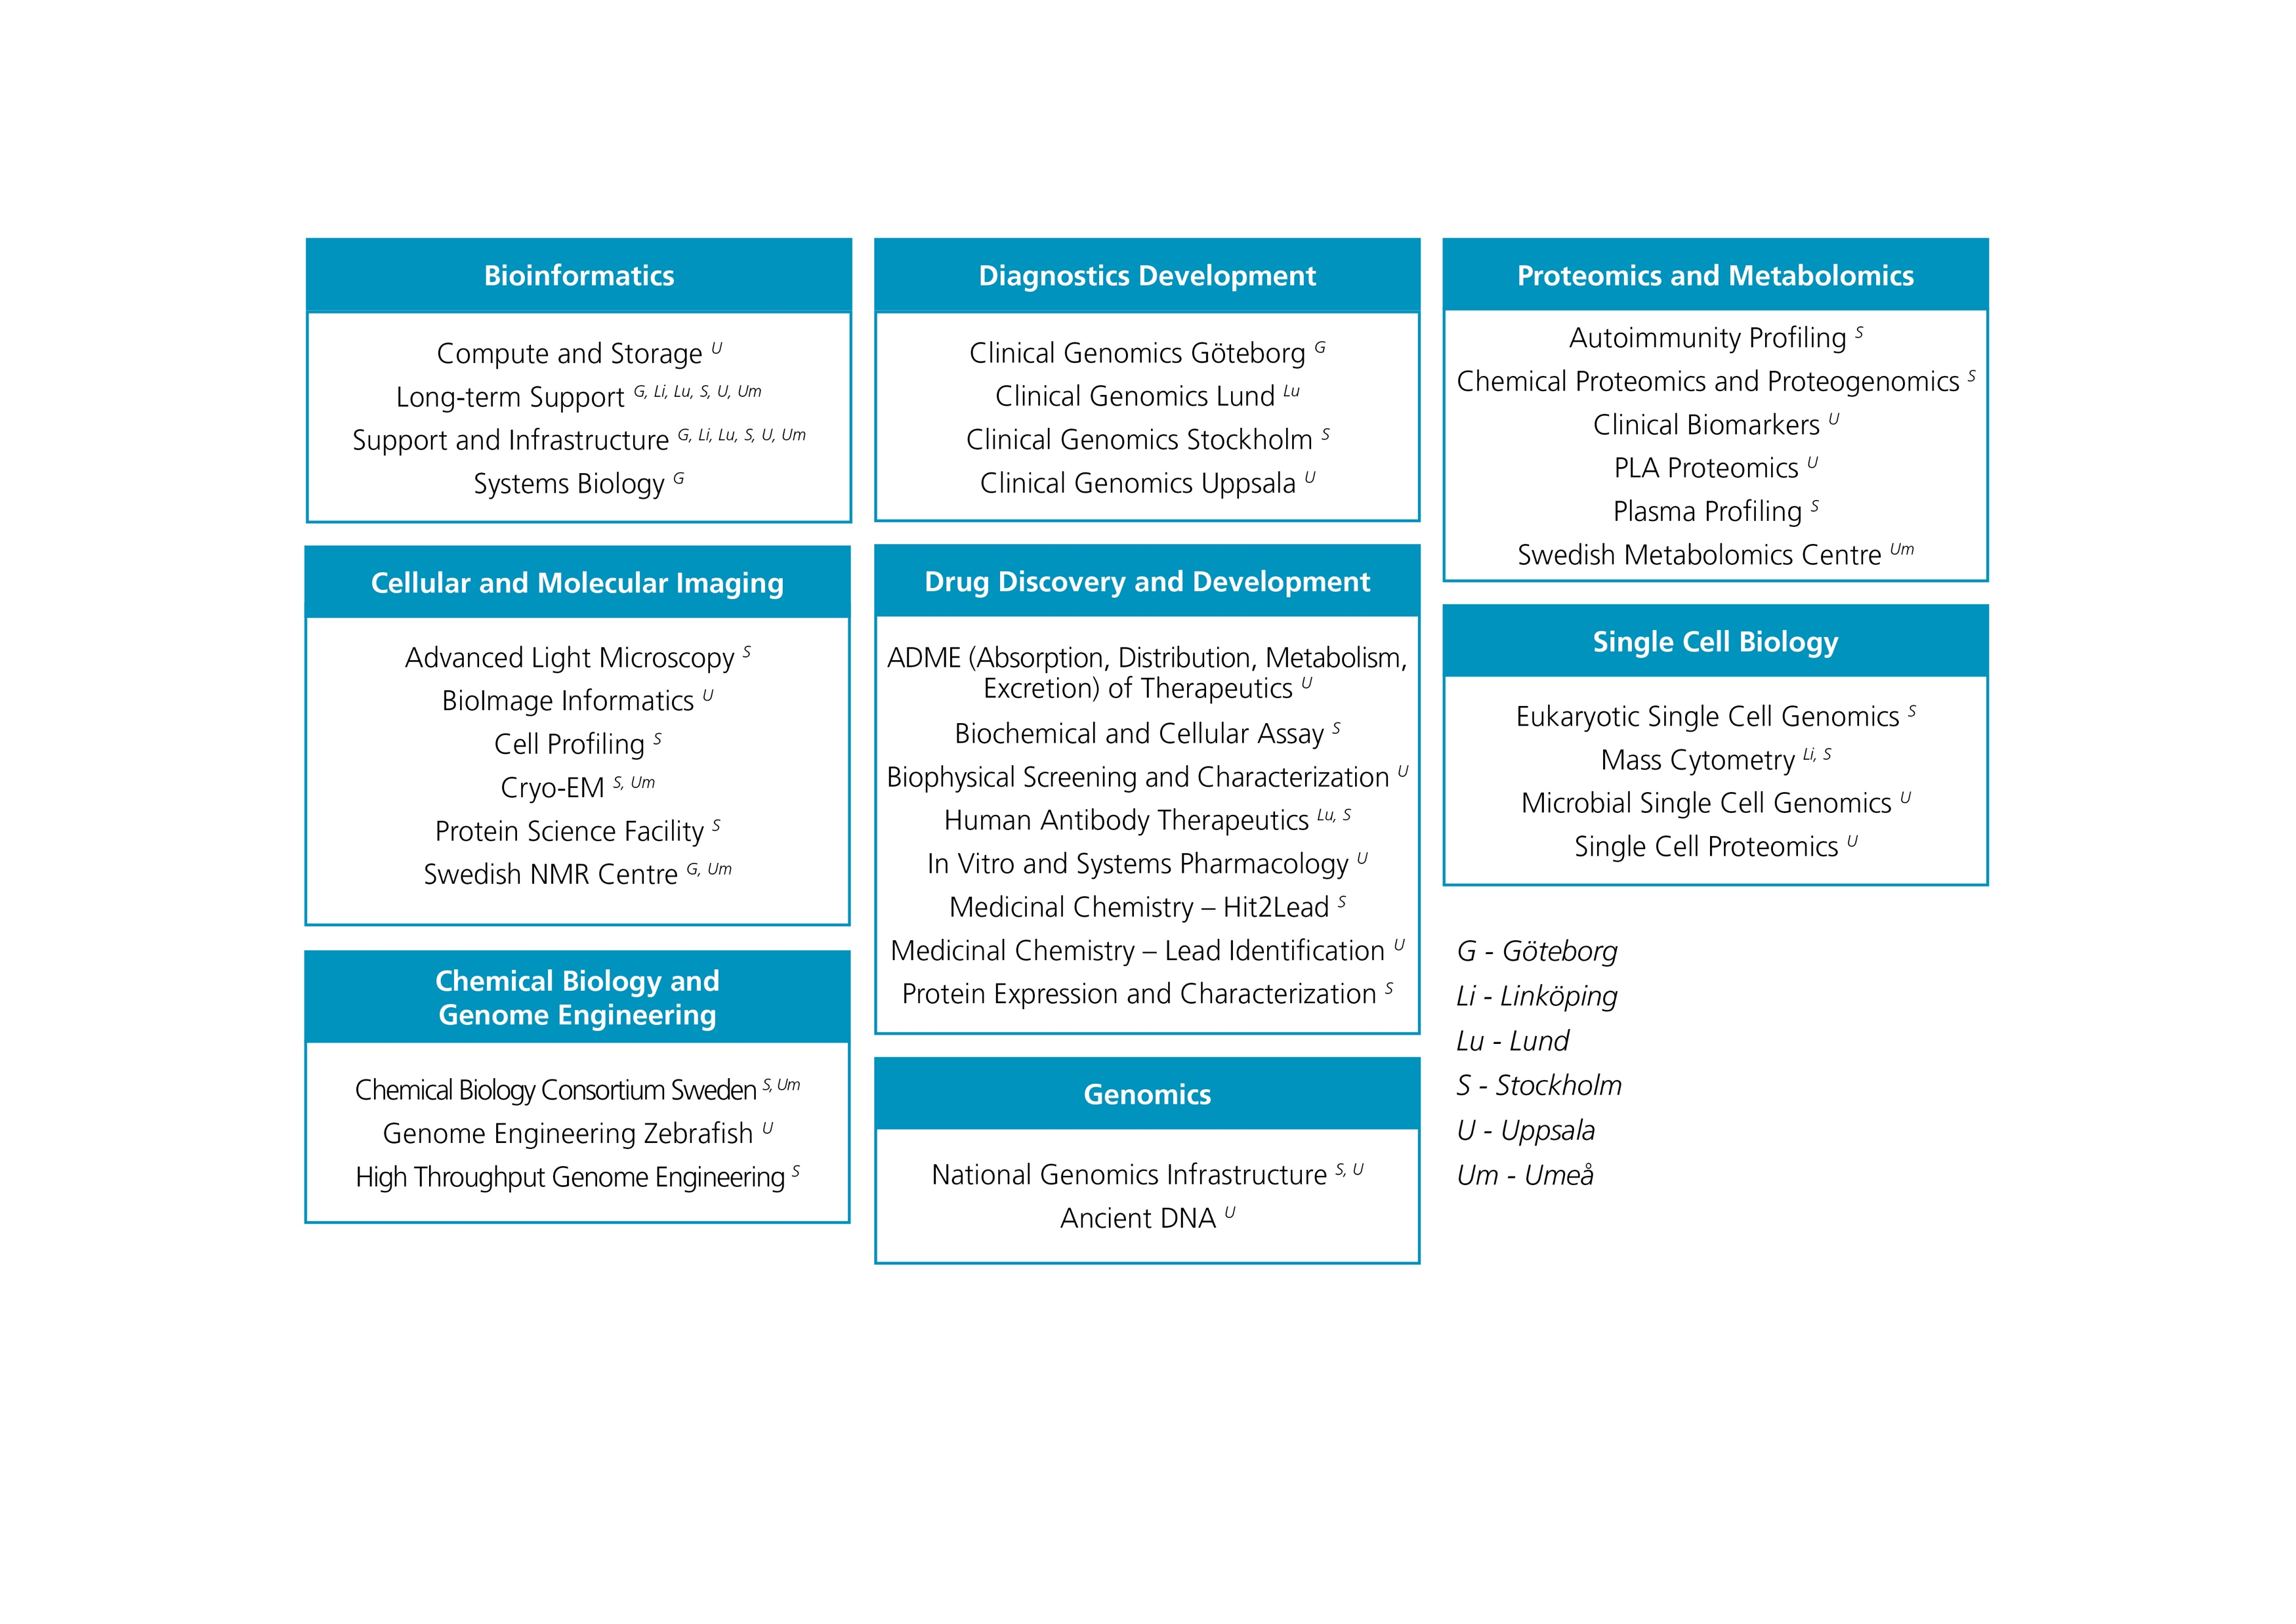 Bioinformatics
Compute and Storage U
Long-term Support G, Li, Lu, S, U, Um
Support and Infrastructure G, Li, Lu, S, U, Um
Systems Biology G
Cellular and Molecular Imaging
Advanced Light Microscopy S
BioImage Informatics U
Cell Profiling S
Cryo-EM S, Um
Protein Science Facility S
Swedish NMR Centre G, Um
Chemical Biology and
Genome Engineering
Chemical Biology Consortium Sweden S, Um
Genome Engineering Zebrafish U
High Throughput Genome Engineering S
Diagnostics Development
Clinical Genomics Göteborg G
Clinical Genomics Lund Lu
Clinical Genomics Stockholm S
Clinical Genomics Uppsala U
Drug Discovery and Development
ADME (Absorption, Distribution, Metabolism,
Excretion) of Therapeutics U
Biochemical and Cellular Assay S
Biophysical Screening and Characterization U
Human Antibody Therapeutics Lu, S
In Vitro and Systems Pharmacology U
Medicinal Chemistry – Hit2Lead S
Medicinal Chemistry – Lead Identification U
Protein Expression and Characterization S
Genomics
National Genomics Infrastructure S, U
Ancient DNA U
Proteomics and Metabolomics
Autoimmunity Profiling S
Chemical Proteomics and Proteogenomics S
Clinical Biomarkers U
PLA Proteomics U
Plasma Profiling S
Swedish Metabolomics Centre Um
Single Cell Biology
Eukaryotic Single Cell Genomics S
Mass Cytometry Li, S
Microbial Single Cell Genomics U
Single Cell Proteomics U
G - Göteborg
Li - Linköping
Lu - Lund
S - Stockholm
U - Uppsala
Um - Umeå